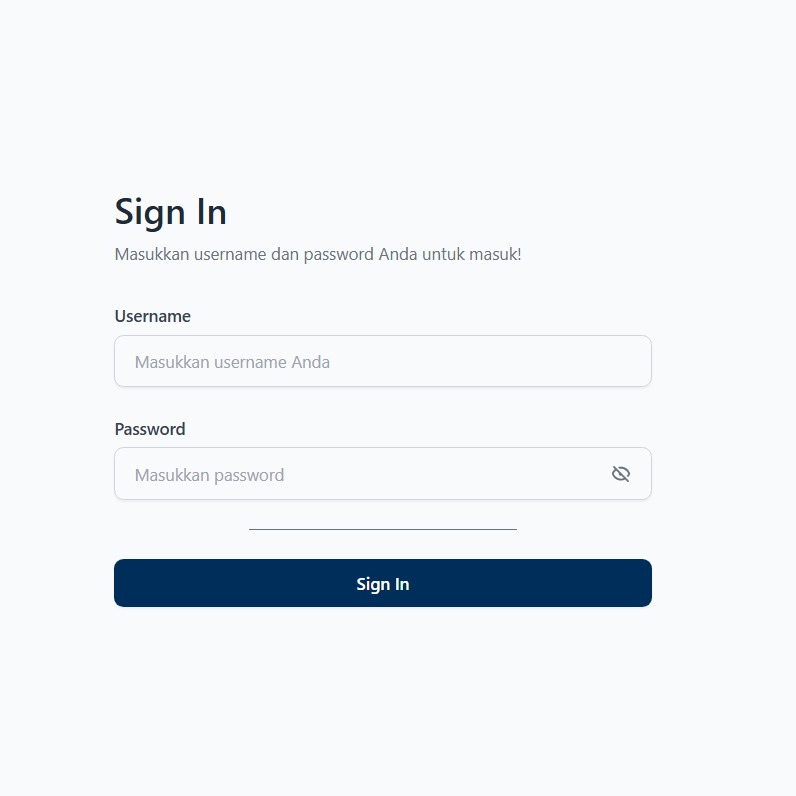 Sign In
Masukkan username dan password Anda untuk masuk!
Username
Masukkan username Anda
Password
Masukkan password
Sign In